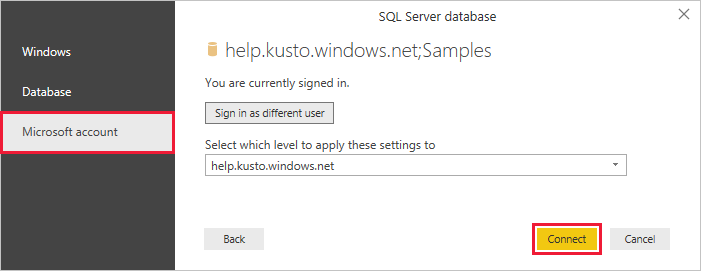 SQL Server database
Windows
Database
Microsoft account
help.kusto.windows.net;Samples
You are currently signed in.
Sign in as different user
Select which level to apply these settings to
help.kusto.windows.net
Back
Connect
Cancel